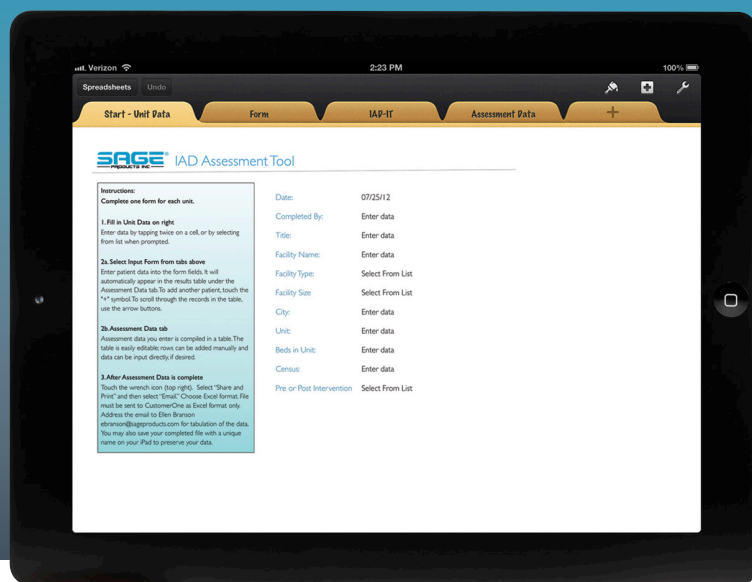 Verizon
2:23 PM
100%
Spreadsheets
Undo
Start - Unit Data
Form
IAD-IT
Assessment Data
+
SAGE
PRODUCTS INC
IAD Assessment Tool
Instructions:
Complete one form for each unit.
1. Fill in Unit Data on right
Enter data by tapping twice on a cell, or by selecting
from list when prompted.
2a. Select Input Form from tabs above
Enter patient data into the form fields. It will
automatically appear in the results table under the
Assessment Data tab. To add another patient, touch the
"+" symbol. To scroll through the records in the table,
use the arrow buttons.
2b. Assessment Data tab
Assessment data you enter is compiled in a table. The
table is easily editable; rows can be added manually and
data can be input directly, if desired.
3. After Assessment Data is complete
Touch the wrench icon (top right). Select "Share and
Print" and then select "Email." Choose Excel format. File
must be sent to CustomerOne as Excel format only.
Address the email to Ellen Branson
ebranson@sageproducts.com for tabulation of the data.
You may also save your completed file with a unique
name on your iPad to preserve your data.
Date: 07/25/12
Completed By: Enter data
Title: Enter data
Facility Name: Enter data
Facility Type: Select From List
Facility Size Select From List
City: Enter data
Unit: Enter data
Beds in Unit: Enter data
Census: Enter data
Pre or Post Intervention Select From List